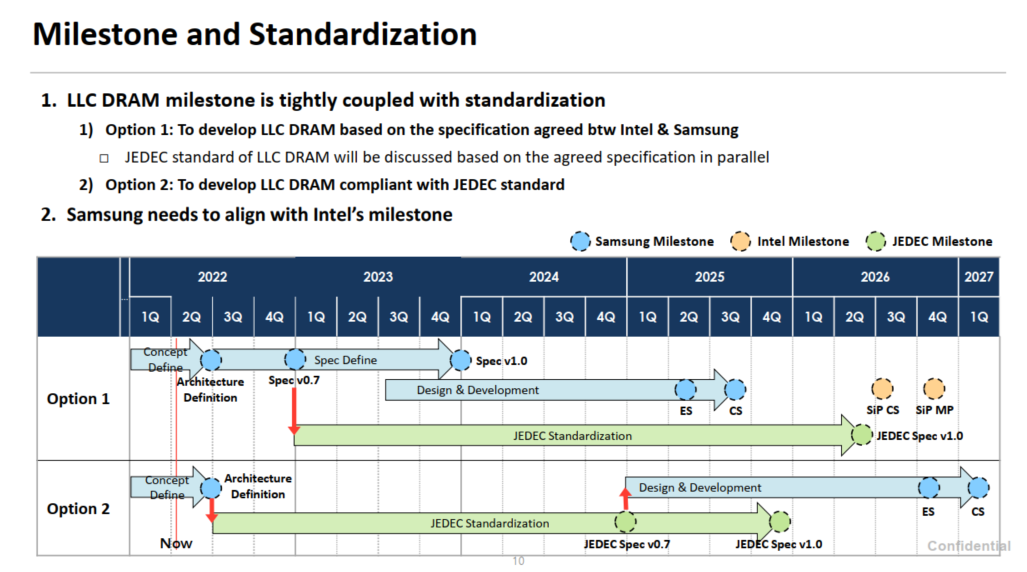 Milestone and Standardization
1. LLC DRAM milestone is tightly coupled with standardization
1) Option 1: To develop LLC DRAM based on the specification agreed btw Intel & Samsung
□ JEDEC standard of LLC DRAM will be discussed based on the agreed specification in parallel
2) Option 2: To develop LLC DRAM compliant with JEDEC standard
2. Samsung needs to align with Intel's milestone
Samsung Milestone Intel Milestone JEDEC Milestone
2022 2023 2024 2025 2026 2027
1Q 2Q 3Q 4Q 1Q 2Q 3Q 4Q 1Q 2Q 3Q 4Q 1Q 2Q 3Q 4Q 1Q 2Q 3Q 4Q 1Q
Option 1
Concept
Define
Architecture
Definition
Spec v0.7
Spec Define
Spec v1.0
Design & Development
ES
CS
SiP CS
SiP MP
JEDEC Standardization
JEDEC Spec v1.0
Option 2
Concept
Define
Architecture
Definition
Design & Development
ES
CS
JEDEC Standardization
JEDEC Spec v0.7
JEDEC Spec v1.0
Now
Confidential
10